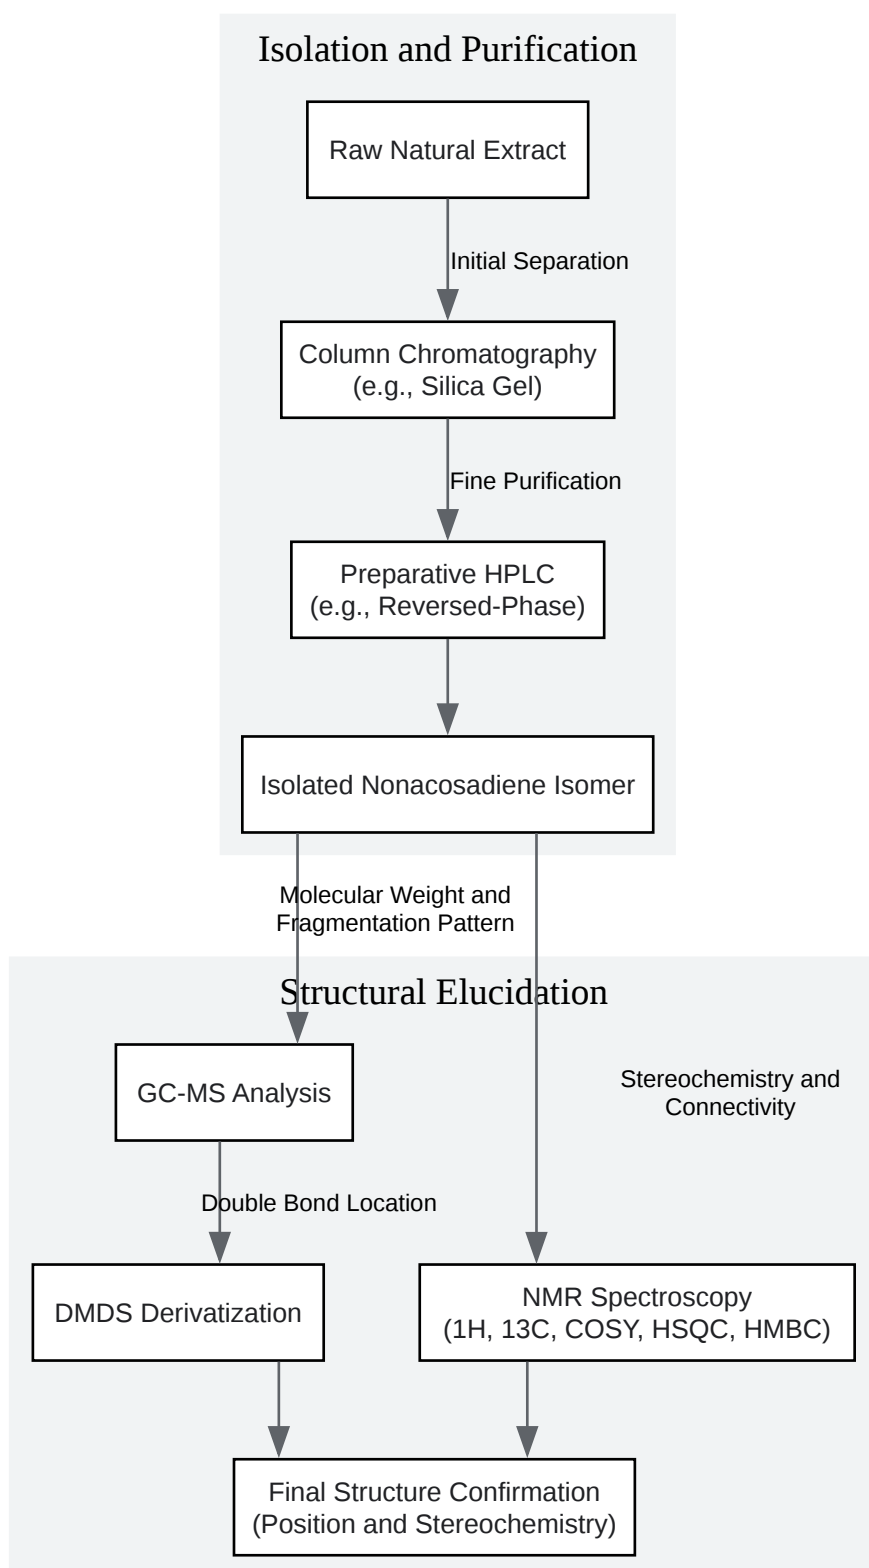 Isolation and Purification
Raw Natural Extract
Initial Separation
Column Chromatography
(e.g., Silica Gel)
Fine Purification
Preparative HPLC
(e.g., Reversed-Phase)
Isolated Nonacosadiene Isomer
Molecular Weight and
Fragmentation Pattern
Structural Elucidation
GC-MS Analysis
Stereochemistry and
Connectivity
Double Bond Location
DMDS Derivatization
NMR Spectroscopy
(1H, 13C, COSY, HSQC, HMBC)
Final Structure Confirmation
(Position and Stereochemistry)